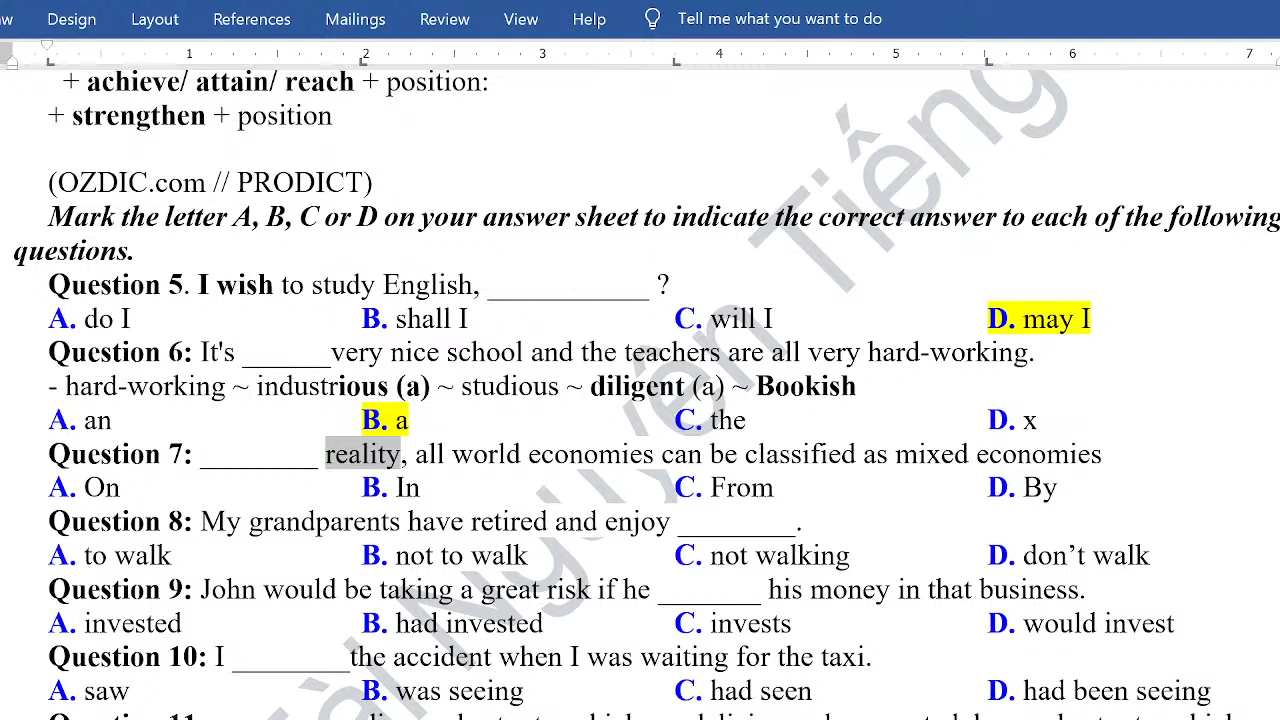 Design Layout References Mailings Review View Help Tell me what you want to do
1 2 3 4 5 6 7
+ achieve/ attain/ reach + position:
+ strengthen + position
(OZDIC.com // PRODICT)
Mark the letter A, B, C or D on your answer sheet to indicate the correct answer to each of the following
questions.
Question 5. I wish to study English, ___________ ?
A. do I B. shall I C. will I D. may I
Question 6: It's ______very nice school and the teachers are all very hard-working.
- hard-working ~ industrious (a) ~ studious ~ diligent (a) ~ Bookish
A. an B. a C. the D. x
Question 7: ________ reality, all world economies can be classified as mixed economies
A. On B. In C. From D. By
Question 8: My grandparents have retired and enjoy ________.
A. to walk B. not to walk C. not walking D. don’t walk
Question 9: John would be taking a great risk if he _______ his money in that business.
A. invested B. had invested C. invests D. would invest
Question 10: I ________the accident when I was waiting for the taxi.
A. saw B. was seeing C. had seen D. had been seeing
Tài Nguyên Tiếng